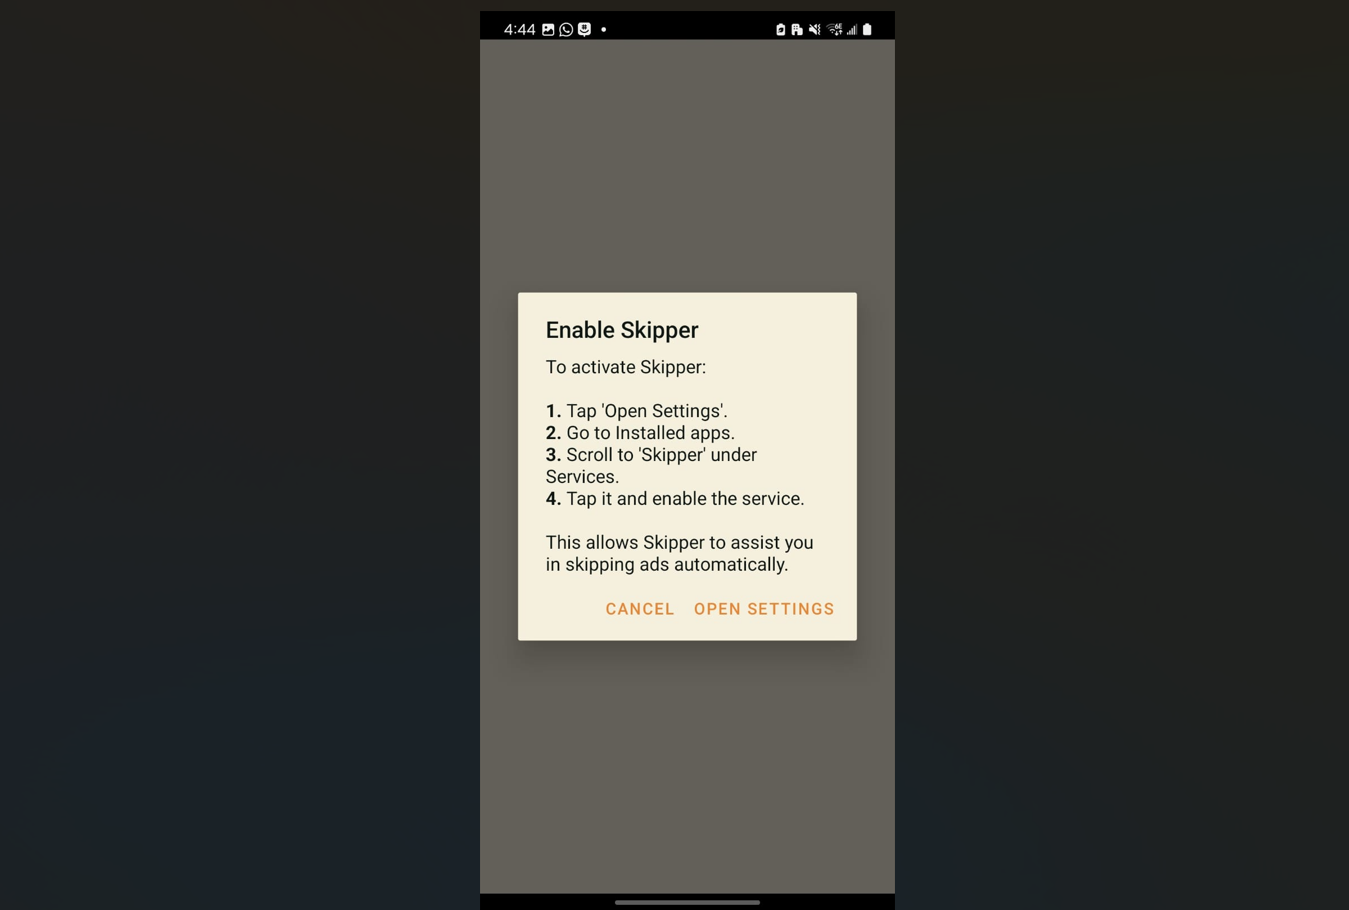 4:44
Enable Skipper
To activate Skipper:
1. Tap 'Open Settings'.
2. Go to Installed apps.
3. Scroll to 'Skipper' under
Services.
4. Tap it and enable the service.
This allows Skipper to assist you
in skipping ads automatically.
CANCEL OPEN SETTINGS